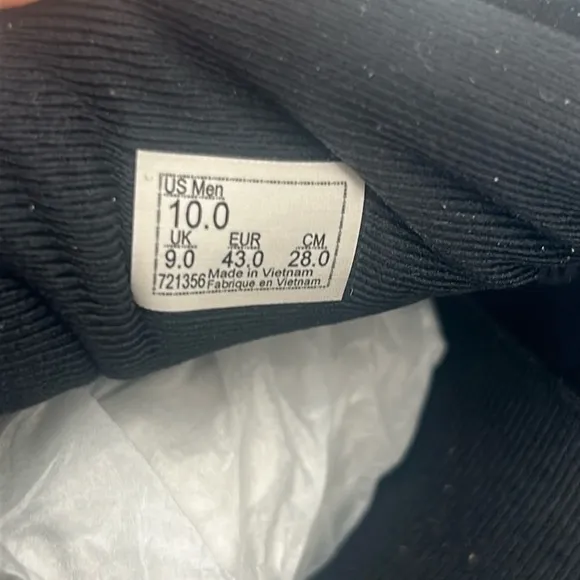 US Men
10.0
UK EUR CM
9.0 43.0 28.0
721356 Made in Vietnam
Fabrique en Vietnam